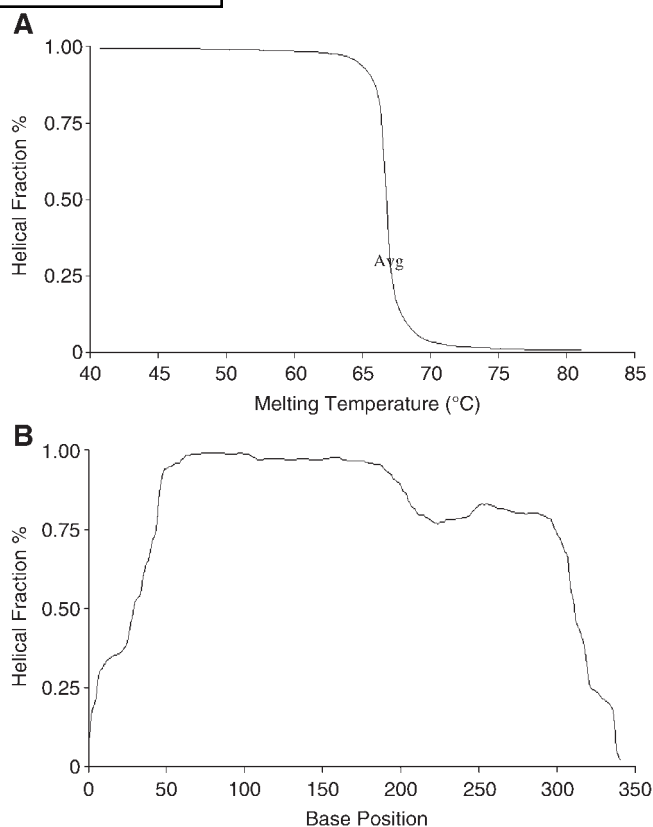 A
Helical Fraction %
1.00
0.75
0.50
0.25
0
Avg
40 45 50 55 60 65 70 75 80 85
Melting Temperature (°C)
B
Helical Fraction %
1.00
0.75
0.50
0.25
0
0 50 100 150 200 250 300 350
Base Position